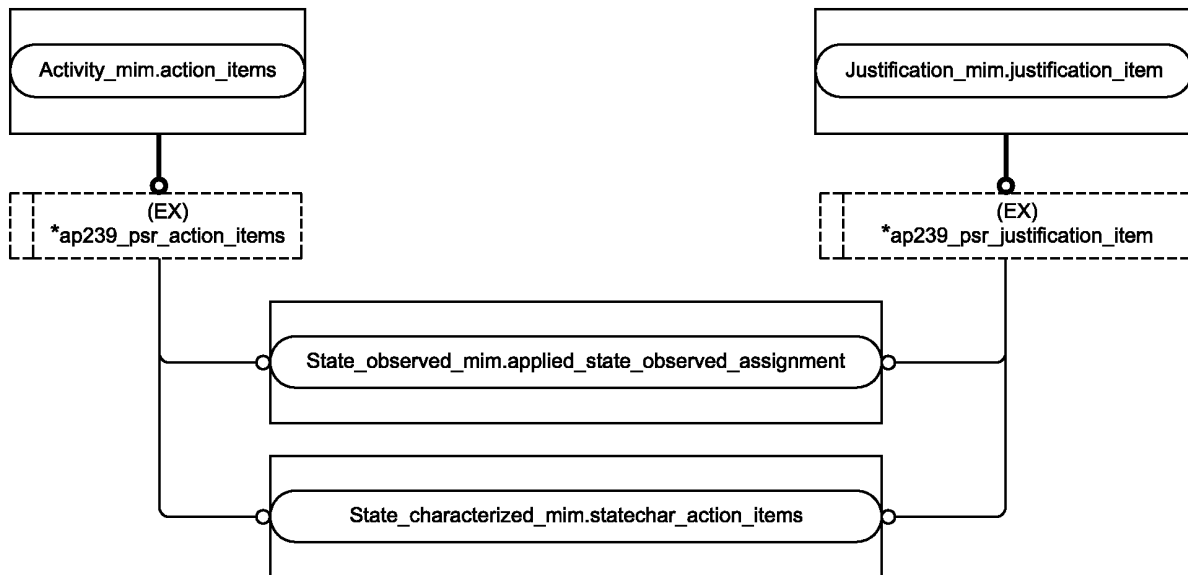 Activity_mim.action_items
Justification_mim.justification_item
(EX)
*ap239_psr_action_items
(EX)
*ap239_psr_justification_item
State_observed_mim.applied_state_observed_assignment
State_characterized_mim.statechar_action_items